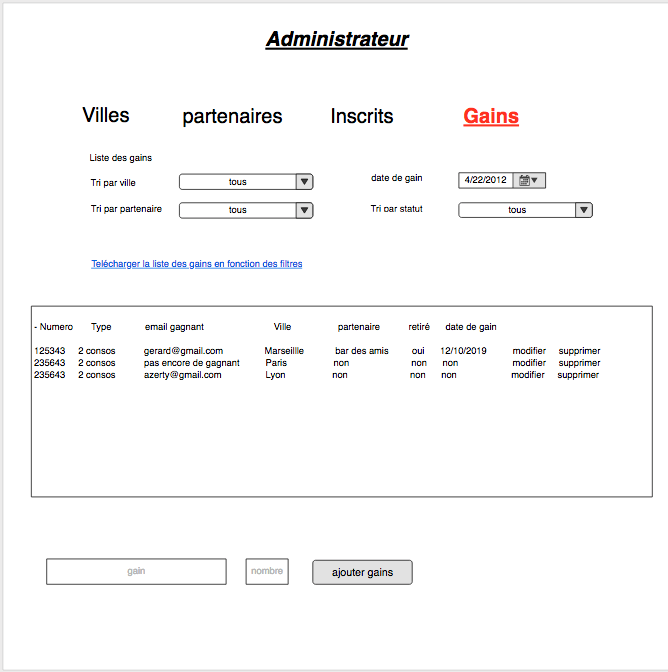 Administrateur
Villes partenaires Inscrits Gains
Liste des gains
Tri par ville tous date de gain 4/22/2012
Tri par partenaire tous Tri par statut tous
Telécharger la liste des gains en fonction des filtres
- Numero Type email gagnant Ville partenaire retiré date de gain
125343 2 consos gerard@gmail.com Marseillle bar des amis oui 12/10/2019 modifier supprimer
235643 2 consos pas encore de gagnant Paris non non non modifier supprimer
235643 2 consos azerty@gmail.com Lyon non non non modifier supprimer
gain nombre ajouter gains